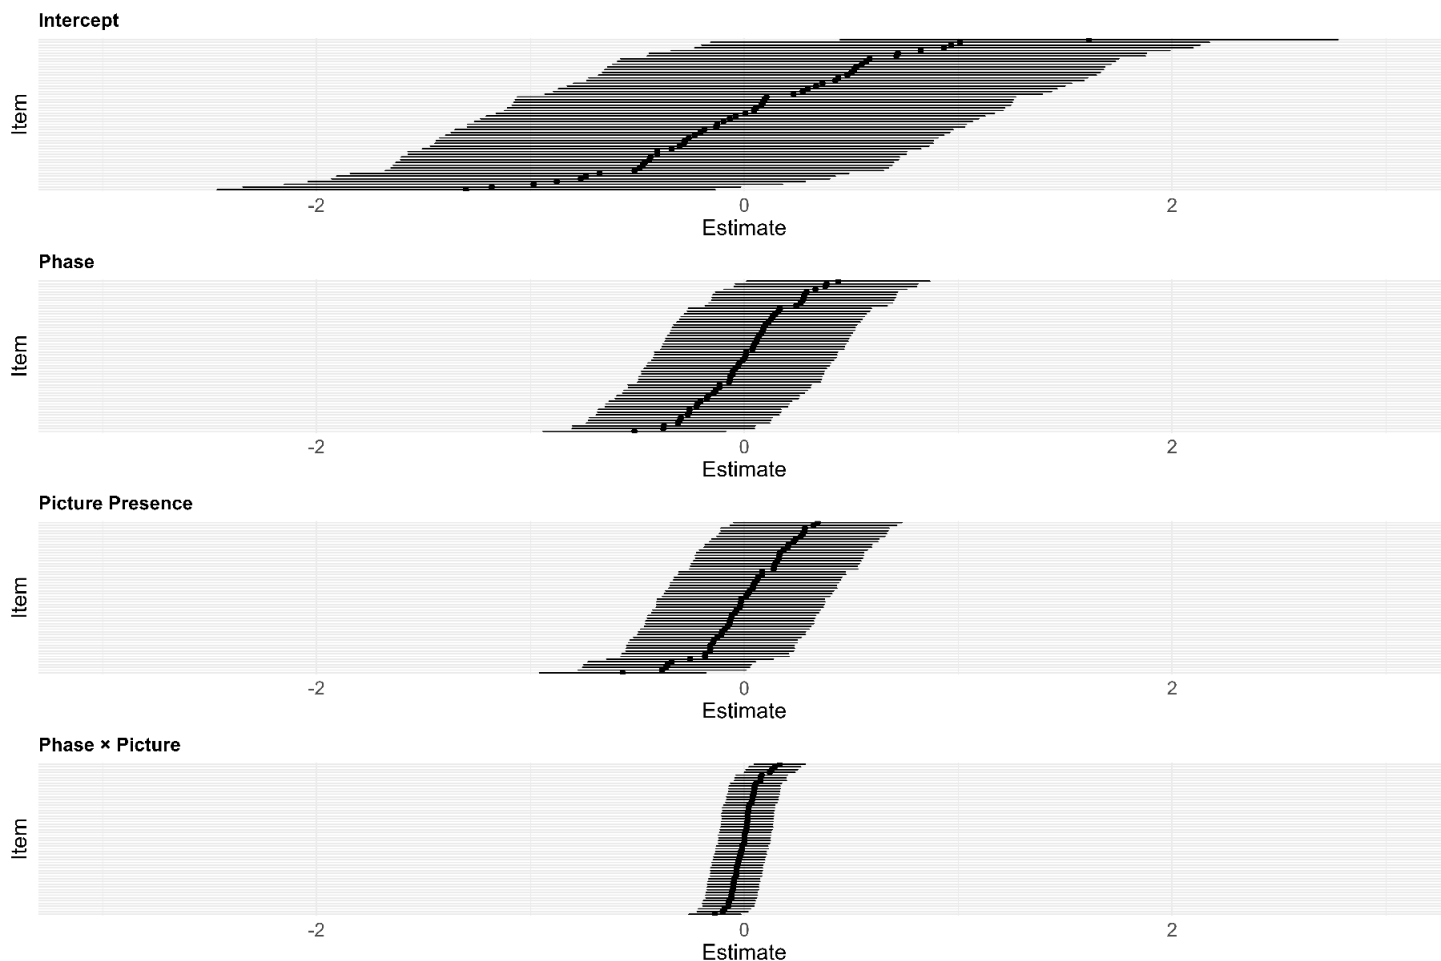 Intercept
Item
-2 0 2
Estimate
Phase
Item
-2 0 2
Estimate
Picture Presence
Item
-2 0 2
Estimate
Phase × Picture
Item
-2 0 2
Estimate